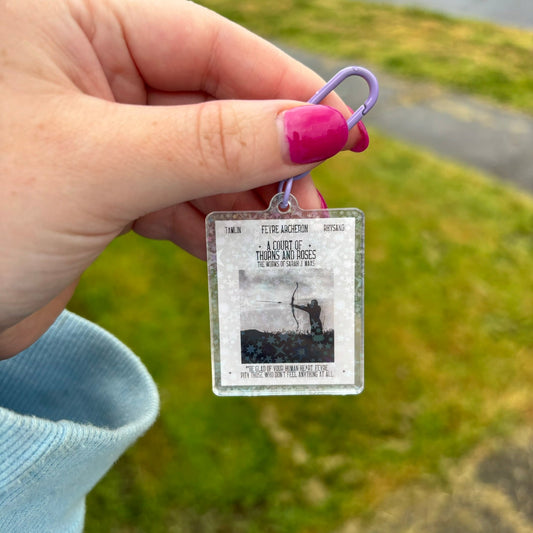 TAMLIN FEYRE ARCHERON RHYSAND
A COURT OF
THORNS AND ROSES
THE WORKS OF SARAH J MAAS
"BE GLAD OF YOUR HUMAN HEART, FEYRE.
PITY THOSE WHO DON'T FEEL ANYTHING AT ALL.